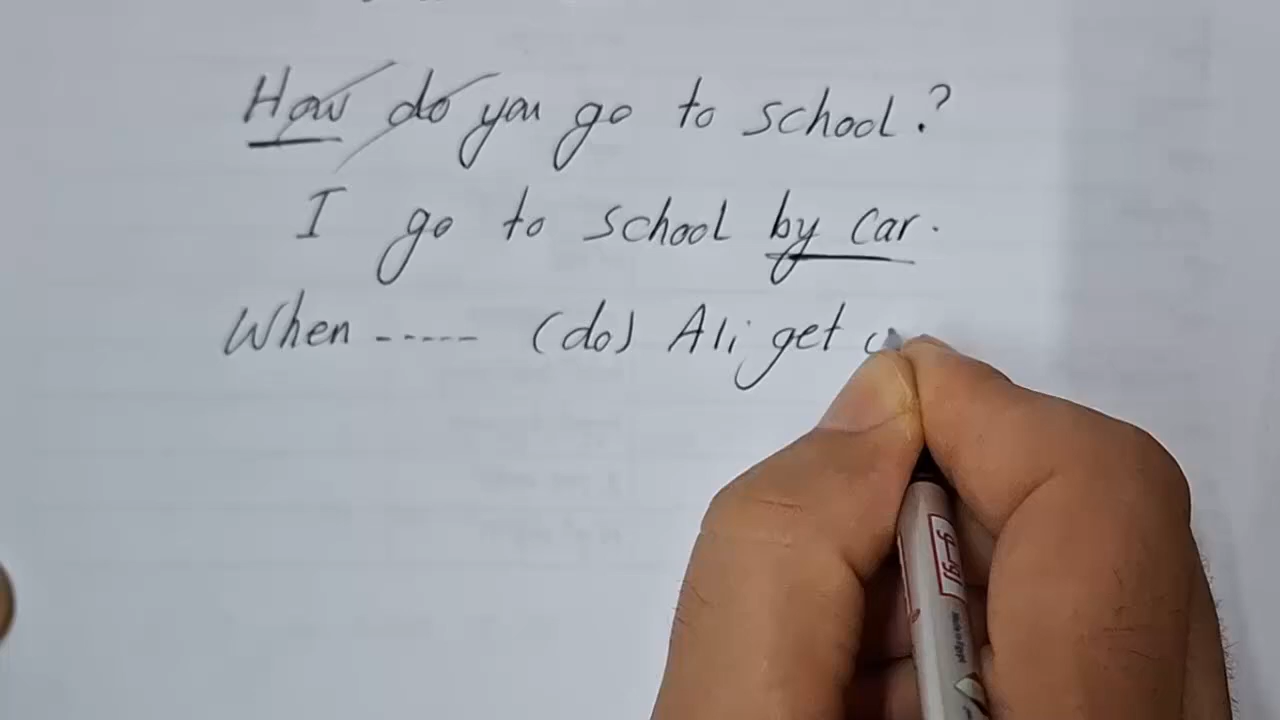 How do you go to school?
I go to school by car.
When ----- (do) Ali get